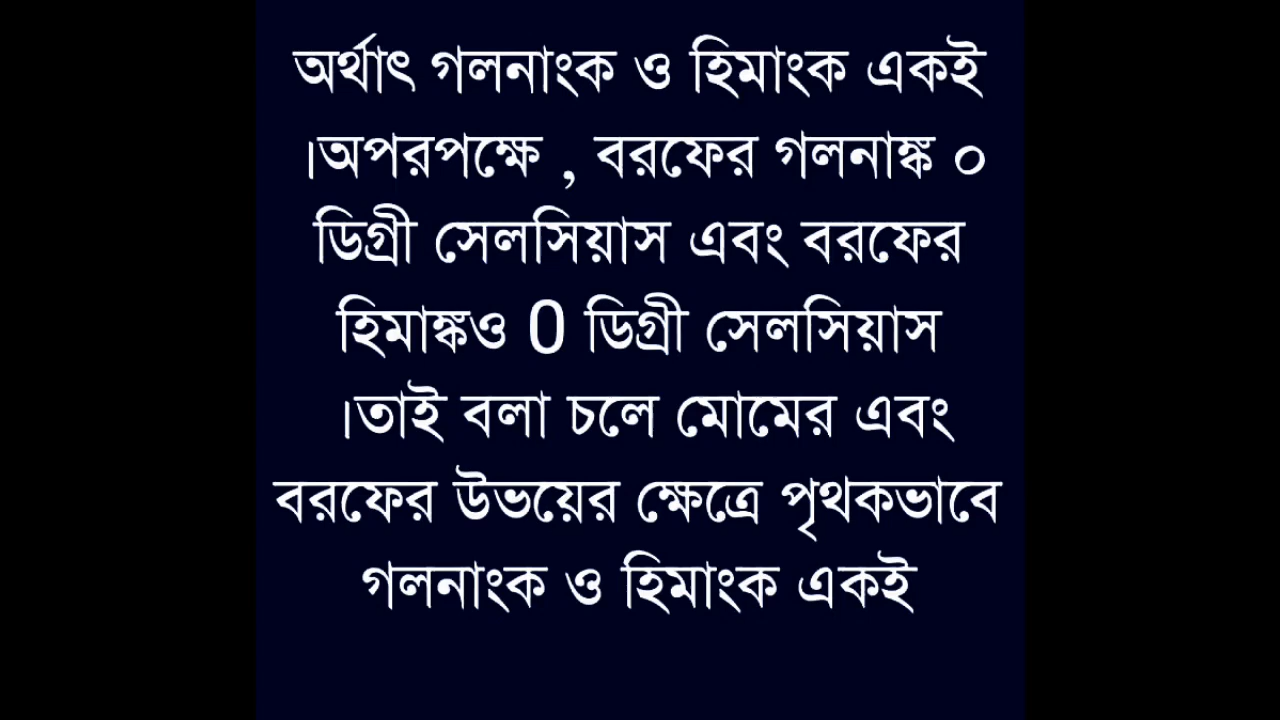 অর্থাৎ গলনাংক ও হিমাংক একই
।অপরপক্ষে , বরফের গলনাঙ্ক ০
ডিগ্রী সেলসিয়াস এবং বরফের
হিমাঙ্কও 0 ডিগ্রী সেলসিয়াস
।তাই বলা চলে মোমের এবং
বরফের উভয়ের ক্ষেত্রে পৃথকভাবে
গলনাংক ও হিমাংক একই